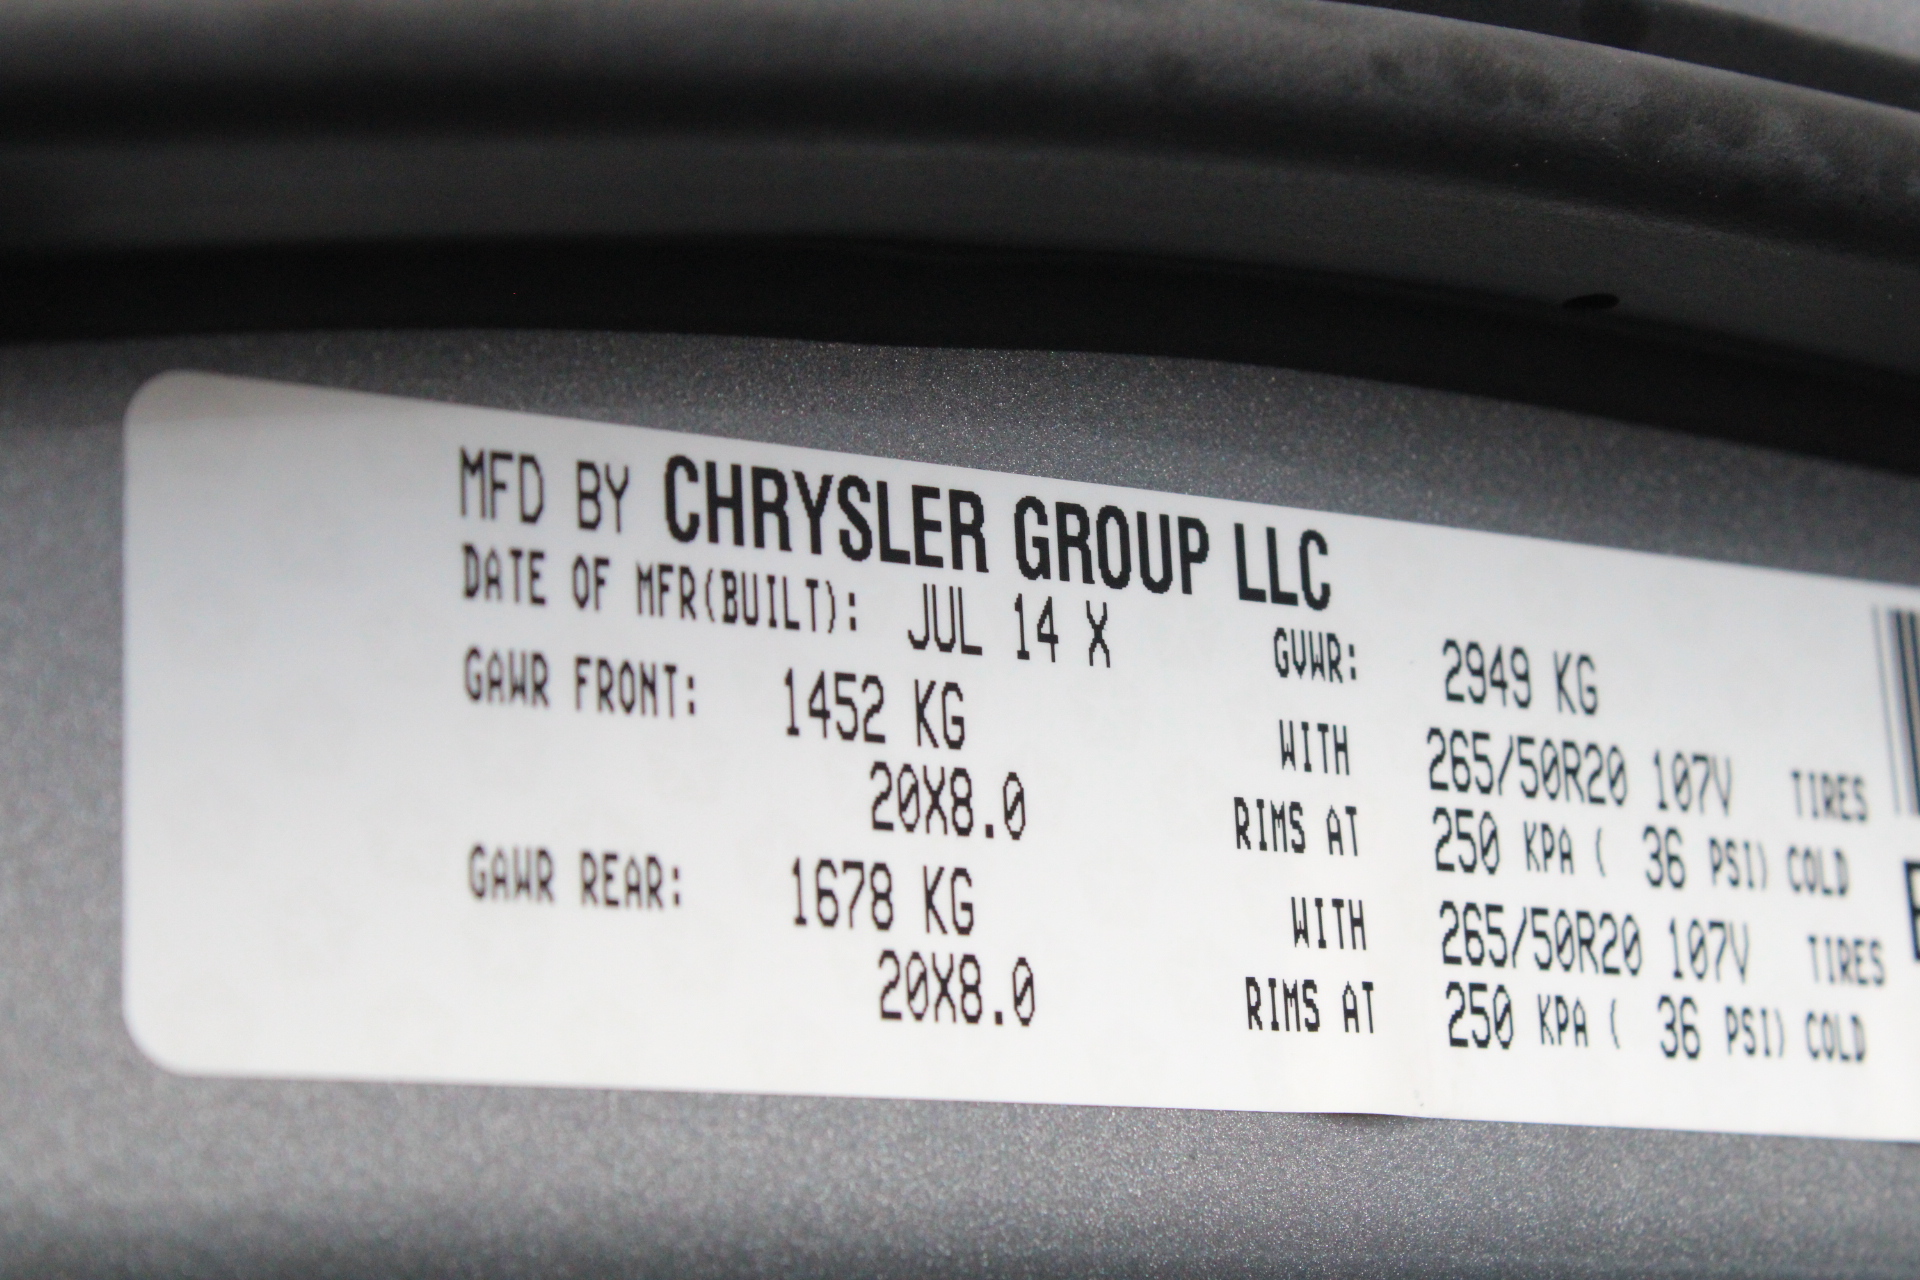 MFD BY CHRYSLER GROUP LLC
DATE OF MFR(BUILT): JUL 14 X GVWR: 2949 KG
GAWR FRONT: 1452 KG WITH 265/50R20 107V TIRES
20X8.0 RIMS AT 250 KPA ( 36 PSI) COLD
GAWR REAR: 1678 KG WITH 265/50R20 107V TIRES
20X8.0 RIMS AT 250 KPA ( 36 PSI) COLD